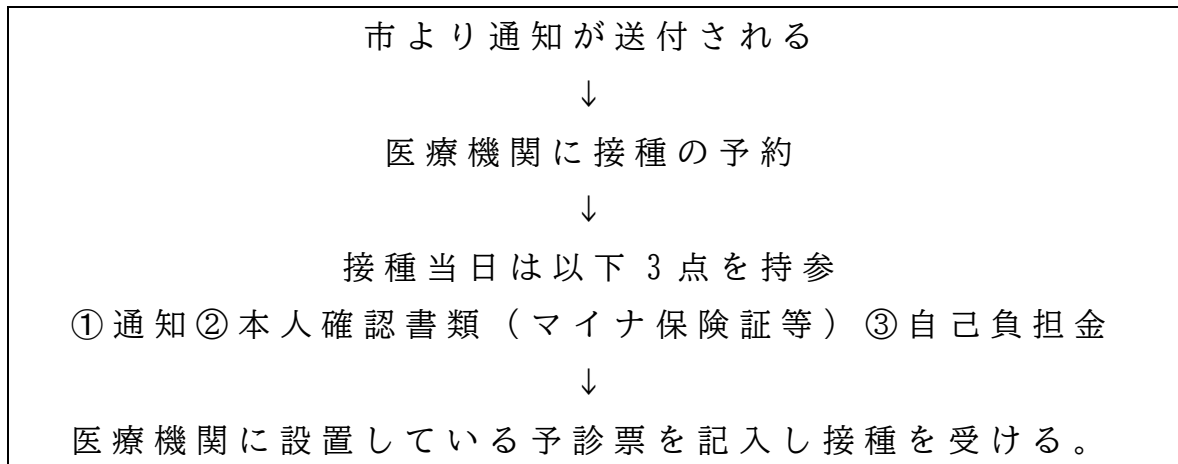 市より通知が送付される
↓
医療機関に接種の予約
↓
接種当日は以下3点を持参
①通知②本人確認書類（マイナ保険証等）③自己負担金
↓
医療機関に設置している予診票を記入し接種を受ける。